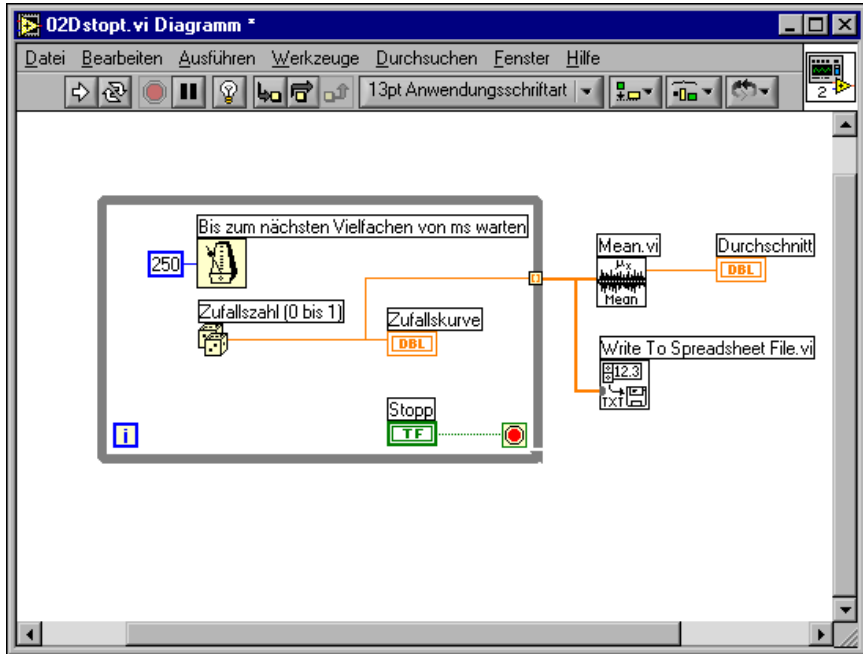 02Dstopt.vi Diagramm *
Datei Bearbeiten Ausführen Werkzeuge Durchsuchen Fenster Hilfe
13pt Anwendungsschriftart
2
Bis zum nächsten Vielfachen von ms warten
250
Zufallszahl (0 bis 1)
Zufallskurve
DBL
Stopp
TF
i
Mean.vi
µx
Mean
Durchschnitt
DBL
Write To Spreadsheet File.vi
12.3
TXT